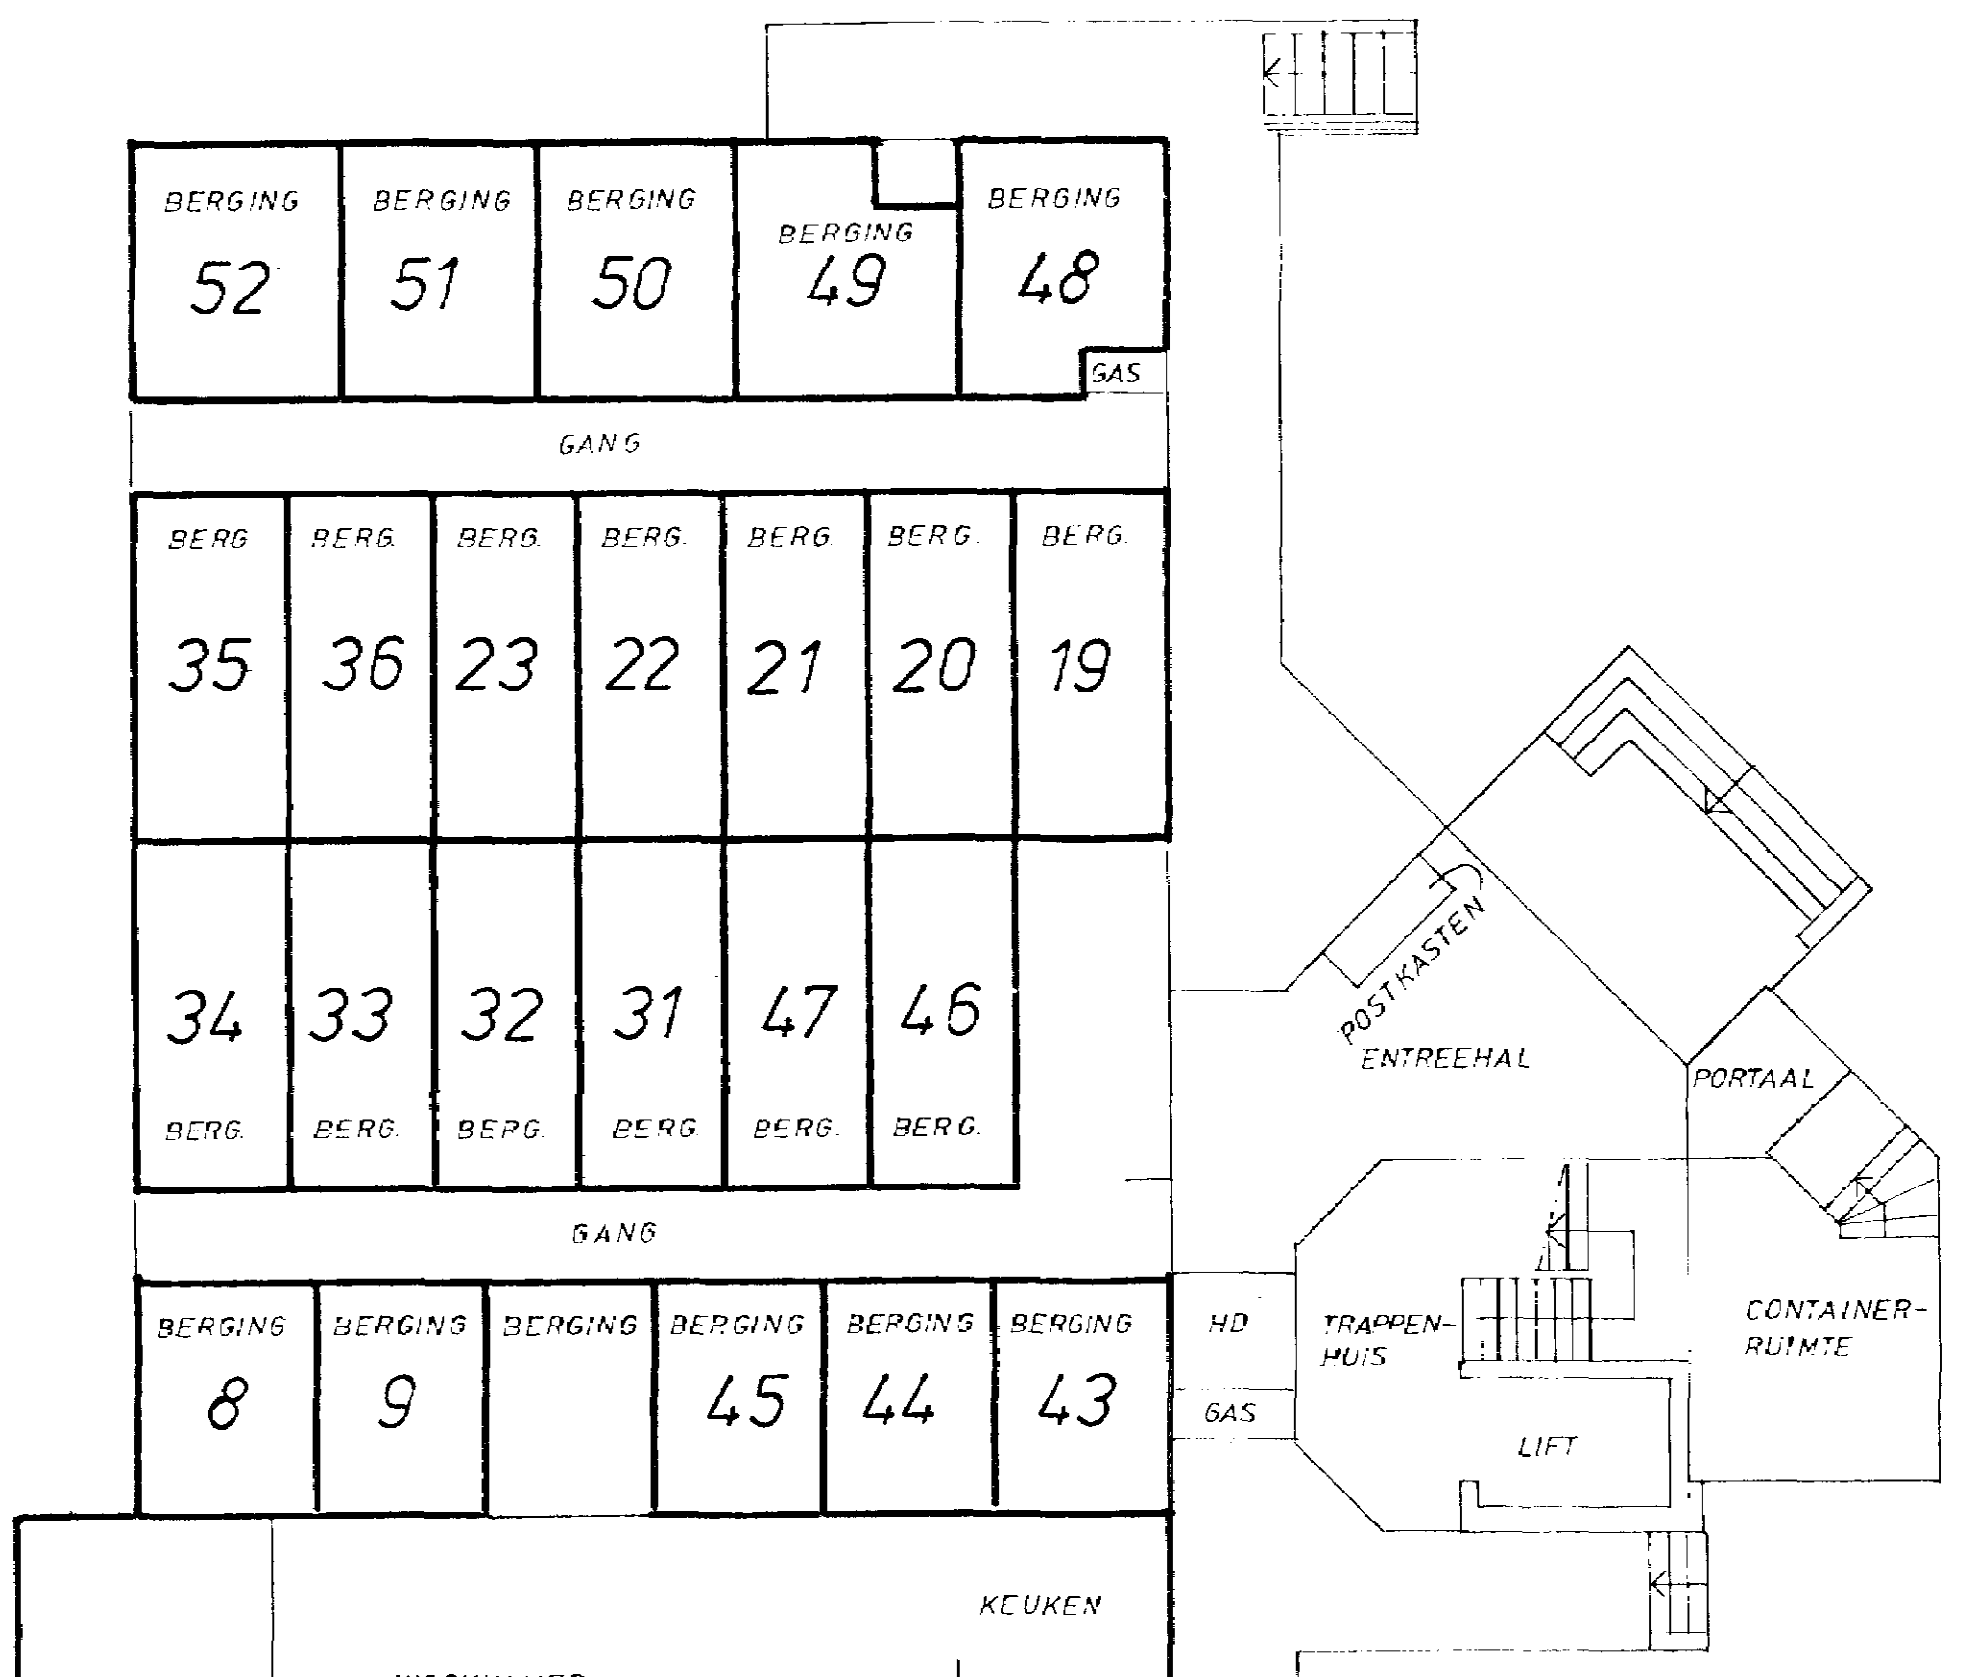 BERGING BERGING BERGING BERGING BERGING
52 51 50 49 48
GAS
GANG
BERG BERG. BERG. BERG. BERG. BERG. BERG.
35 36 23 22 21 20 19
34 33 32 31 47 46
BERG. BERG. BERG. BERG. BERG. BERG.
POSTKASTEN
ENTREEHAL
PORTAAL
GANG
BERGING BERGING BERGING BERGING BERGING BERGING
8 9 45 44 43
HD
GAS
TRAPPEN-
HUIS
LIFT
CONTAINER-
RUIMTE
KEUKEN